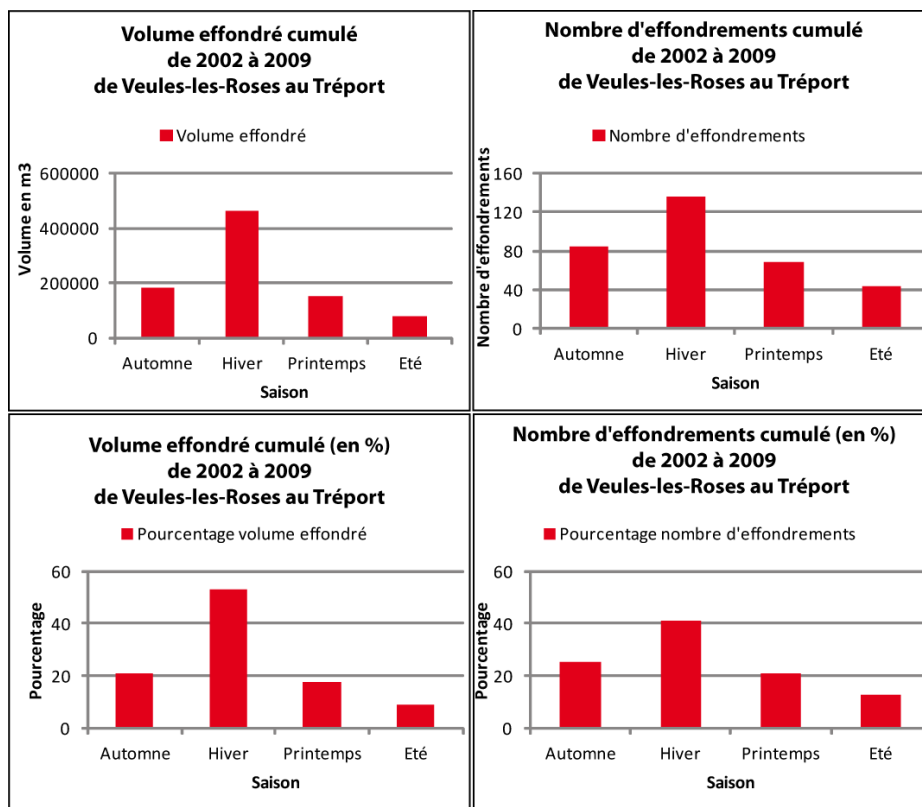 Volume effondré cumulé
de 2002 à 2009
de Veules-les-Roses au Tréport
Volume effondré
Volume en m3
600000
400000
200000
0
Automne Hiver Printemps Eté
Saison
Nombre d'effondrements cumulé
de 2002 à 2009
de Veules-les-Roses au Tréport
Nombre d'effondrements
Nombre d'effondrements
160
120
80
40
0
Automne Hiver Printemps Eté
Saison
Volume effondré cumulé (en %)
de 2002 à 2009
de Veules-les-Roses au Tréport
Pourcentage volume effondré
Pourcentage
60
40
20
0
Automne Hiver Printemps Eté
Saison
Nombre d'effondrements cumulé (en %)
de 2002 à 2009
de Veules-les-Roses au Tréport
Pourcentage nombre d'effondrements
Pourcentage
60
40
20
0
Automne Hiver Printemps Eté
Saison